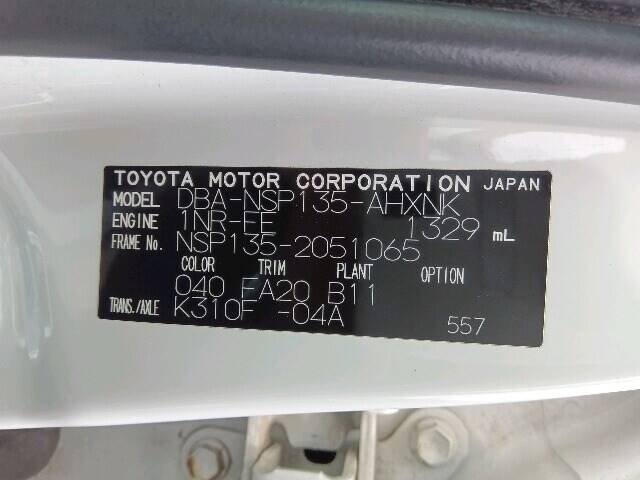 TOYOTA MOTOR CORPORATION JAPAN
MODEL DBA-NSP135-AHXNK
ENGINE 1NR-FE 1329 mL
FRAME No. NSP135-2051065
COLOR TRIM PLANT OPTION
040 FA20 B11
TRANS./AXLE K310F -04A
557